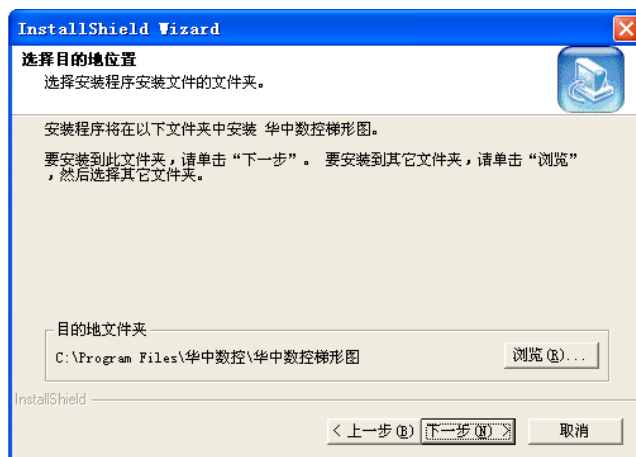 InstallShield Wizard
选择目的地位置
选择安装程序安装文件的文件夹。
安装程序将在以下文件夹中安装 华中数控梯形图。
要安装到此文件夹,请单击“下一步”。 要安装到其它文件夹,请单击“浏览”
,然后选择其它文件夹。
目的地文件夹
C:\Program Files\华中数控\华中数控梯形图
浏览(R)...
InstallShield
< 上一步(B) 下一步(N) > 取消